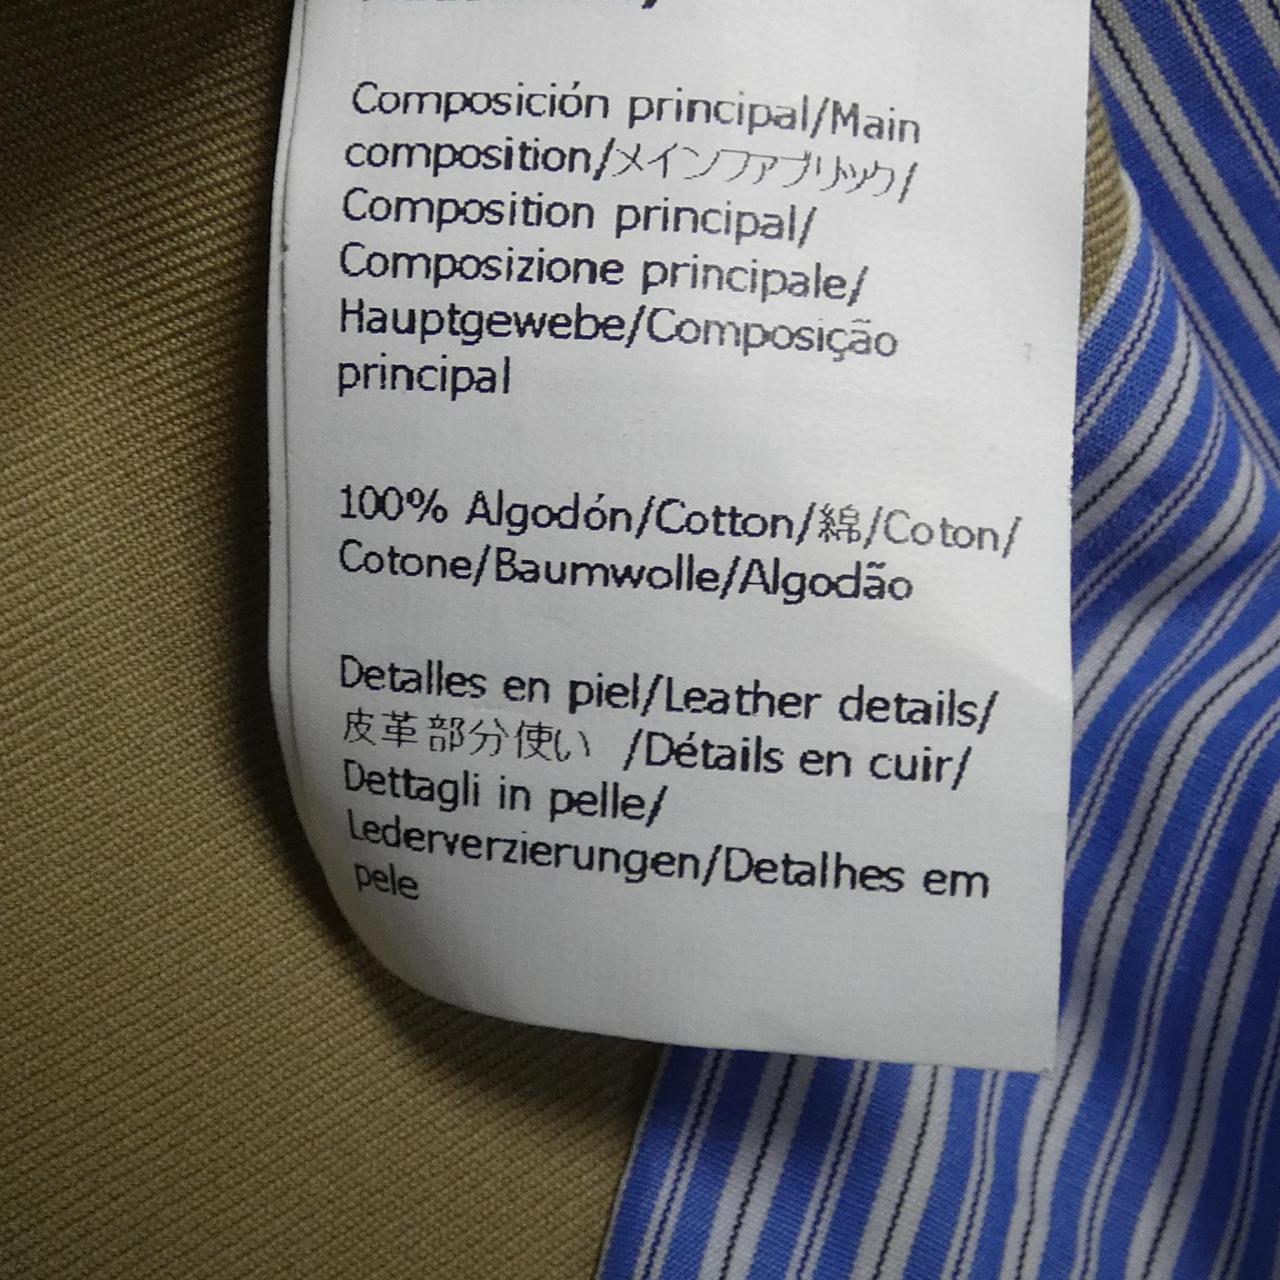 Composición principal/Main
composition/メインファブリック/
Composition principal/
Composizione principale/
Hauptgewebe/Composição
principal
100% Algodón/Cotton/綿/Coton/
Cotone/Baumwolle/Algodão
Detalles en piel/Leather details/
皮革部分使い /Détails en cuir/
Dettagli in pelle/
Lederverzierungen/Detalhes em
pele